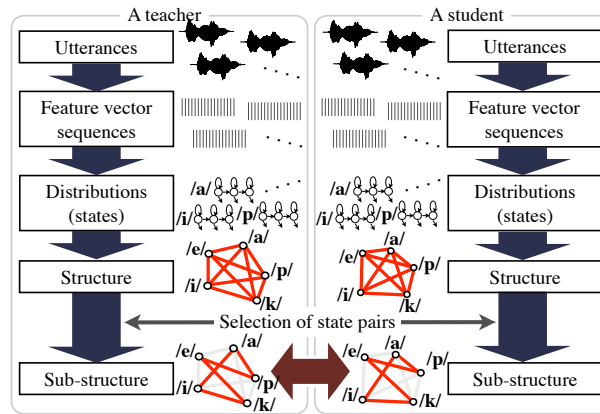 A teacher
A student
Utterances
Utterances
Feature vector
sequences
Feature vector
sequences
Distributions
(states)
/a/
/i/
/p/
/a/
/i/
/p/
Distributions
(states)
Structure
/e/
/a/
/p/
/i/
/k/
/e/
/a/
/p/
/i/
/k/
Structure
Selection of state pairs
Sub-structure
/e/
/a/
/p/
/i/
/k/
/e/
/a/
/p/
/i/
/k/
Sub-structure